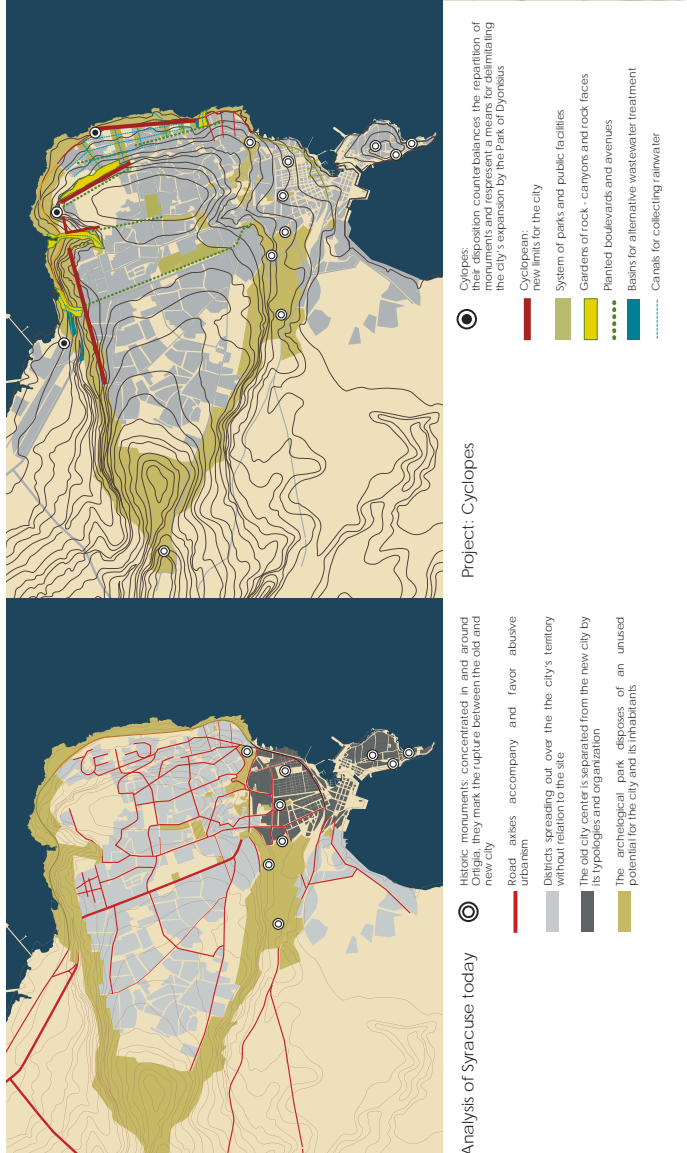 Analysis of Syracuse today
Historic monuments: concentrated in and around
Ortigia, they mark the rupture between the old and
new city
Road axises accompany and favor abusive
urbanism
Districts spreading out over the the city's territory
without relation to the site
The old city center is separated from the new city by
its typologies and organization
The archelogical park disposes of an unused
potential for the city and its inhabitants
Project: Cyclopes
Cylopes:
their disposition counterbalances the repartition of
monuments and respresent a means for delimitating
the city's expansion by the Park of Dyonisius
Cyclopean:
new limits for the city
System of parks and public facilities
Gardens of rock - canyons and rock faces
Planted boulevards and avenues
Basins for alternative wastewater treatment
Canals for collecting rainwater